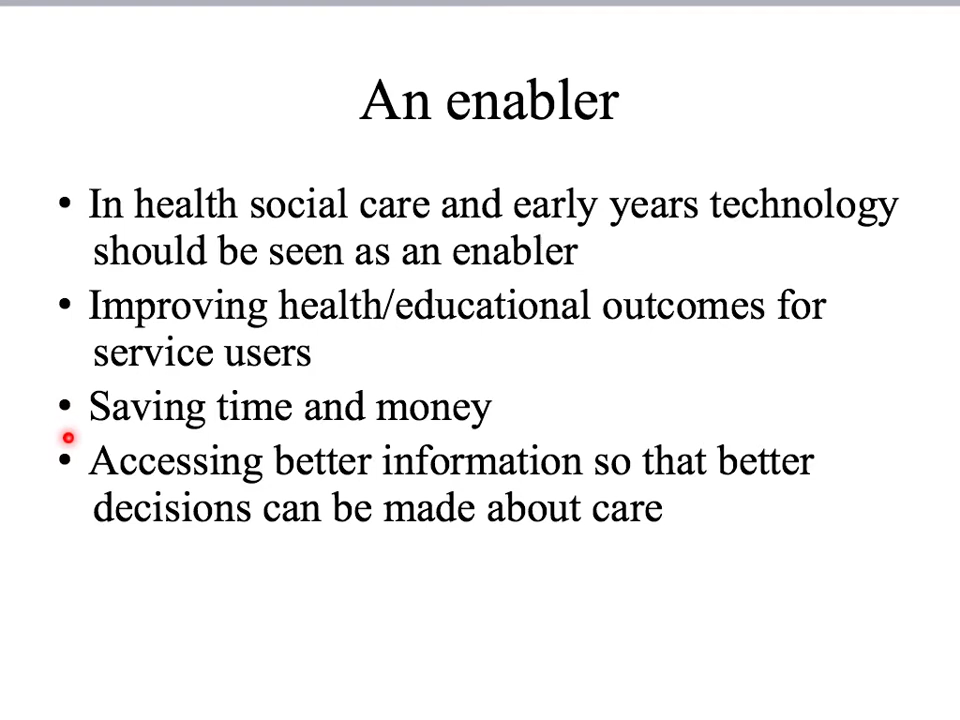 An enabler
• In health social care and early years technology
should be seen as an enabler
• Improving health/educational outcomes for
service users
• Saving time and money
• Accessing better information so that better
decisions can be made about care